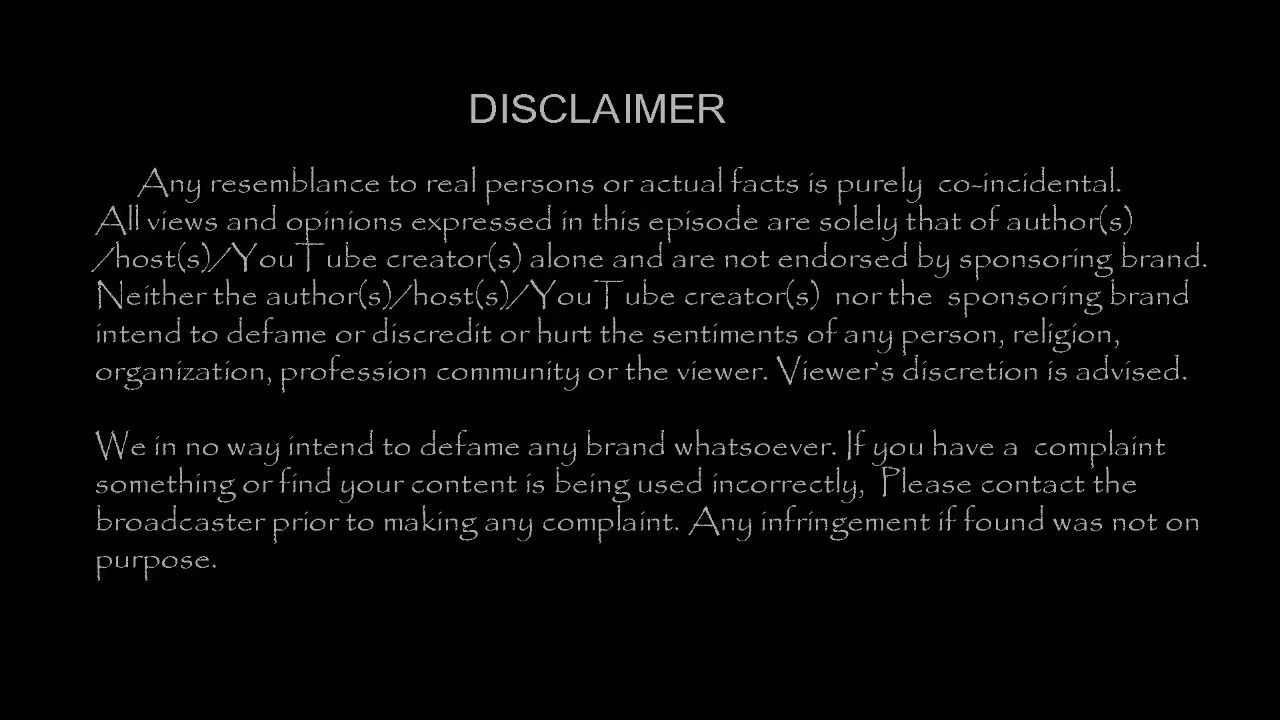 DISCLAIMER
Any resemblance to real persons or actual facts is purely co-incidental.
All views and opinions expressed in this episode are solely that of author(s)
/host(s)/YouTube creator(s) alone and are not endorsed by sponsoring brand.
Neither the author(s)/host(s)/YouTube creator(s) nor the sponsoring brand
intend to defame or discredit or hurt the sentiments of any person, religion,
organization, profession community or the viewer. Viewer's discretion is advised.
We in no way intend to defame any brand whatsoever. If you have a complaint
something or find your content is being used incorrectly, Please contact the
broadcaster prior to making any complaint. Any infringement if found was not on
purpose.